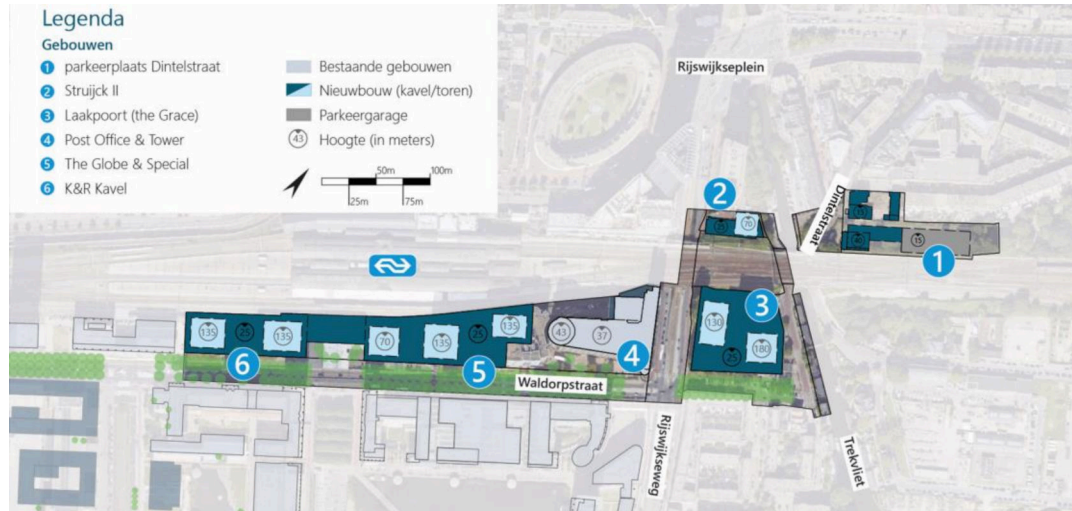 Legenda
Gebouwen
1 parkeerplaats Dintelstraat
2 Struijck II
3 Laakpoort (the Grace)
4 Post Office & Tower
5 The Globe & Special
6 K&R Kavel
Bestaande gebouwen
Nieuwbouw (kavel/toren)
Parkeergarage
43 Hoogte (in meters)
50m 100m
25m 75m
Rijswijkseplein
Dintelstraat
2
70
15
1
3
130
180
25
135
25
135
70
135
25
135
43
37
4
6
5
Waldorpstraat
Rijswijkseweg
Trekvliet